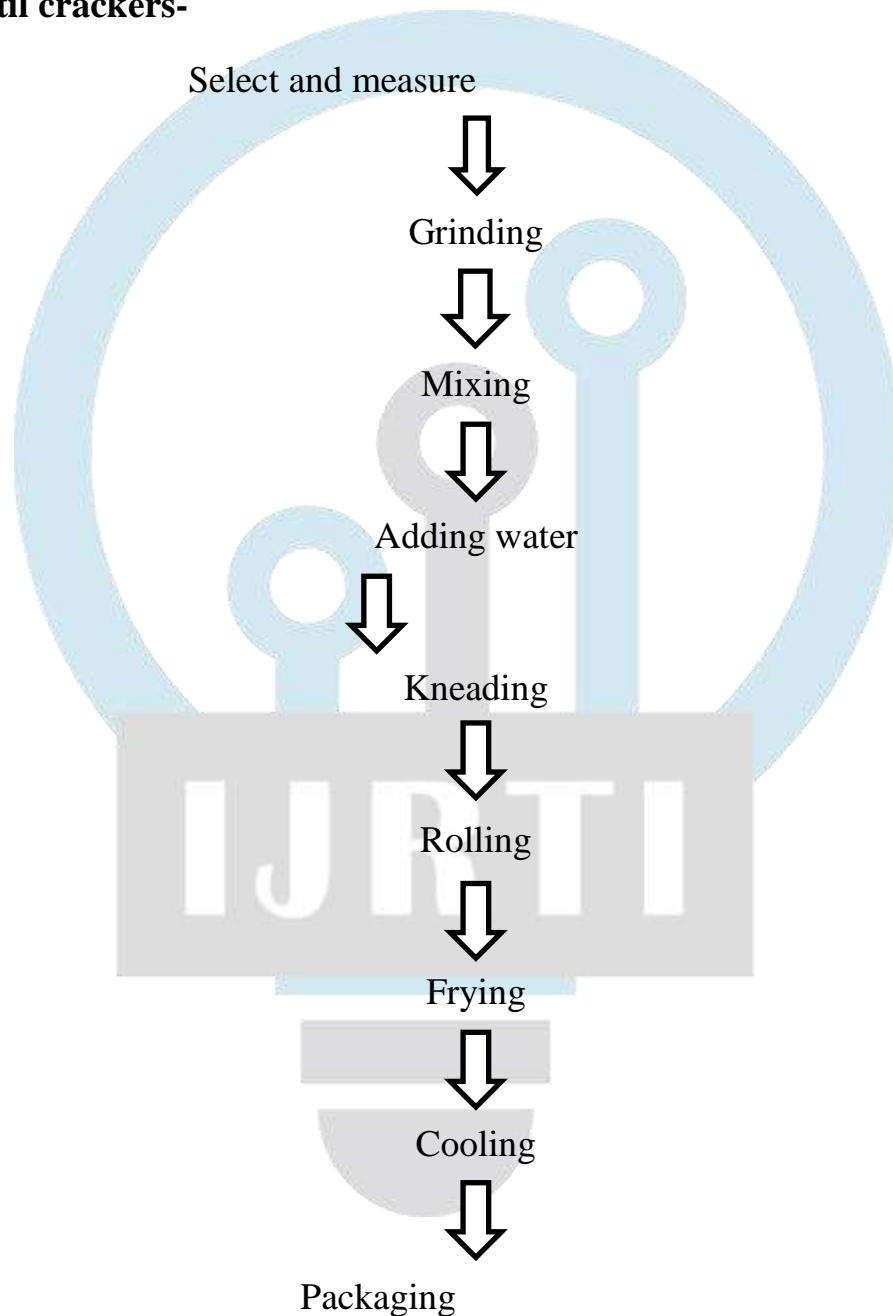 til crackers-
Select and measure
Grinding
Mixing
Adding water
Kneading
Rolling
IJRTI
Frying
Cooling
Packaging